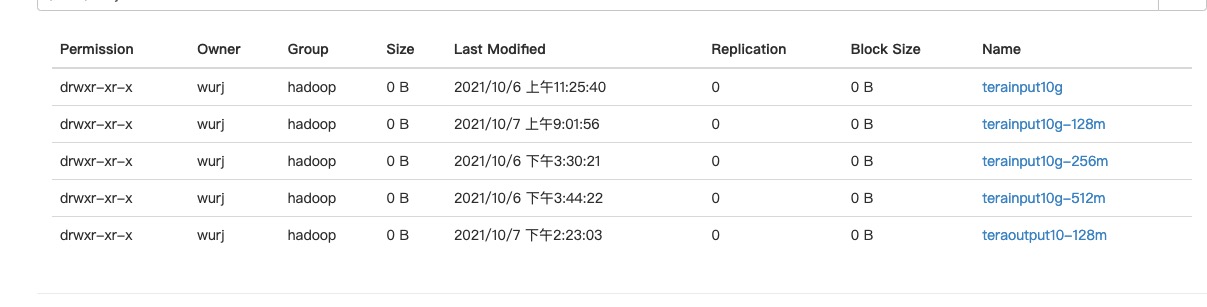 Permission Owner Group Size Last Modified Replication Block Size Name
drwxr-xr-x wurj hadoop 0 B 2021/10/6 上午11:25:40 0 0 B terainput10g
drwxr-xr-x wurj hadoop 0 B 2021/10/7 上午9:01:56 0 0 B terainput10g-128m
drwxr-xr-x wurj hadoop 0 B 2021/10/6 下午3:30:21 0 0 B terainput10g-256m
drwxr-xr-x wurj hadoop 0 B 2021/10/6 下午3:44:22 0 0 B terainput10g-512m
drwxr-xr-x wurj hadoop 0 B 2021/10/7 下午2:23:03 0 0 B teraoutput10-128m